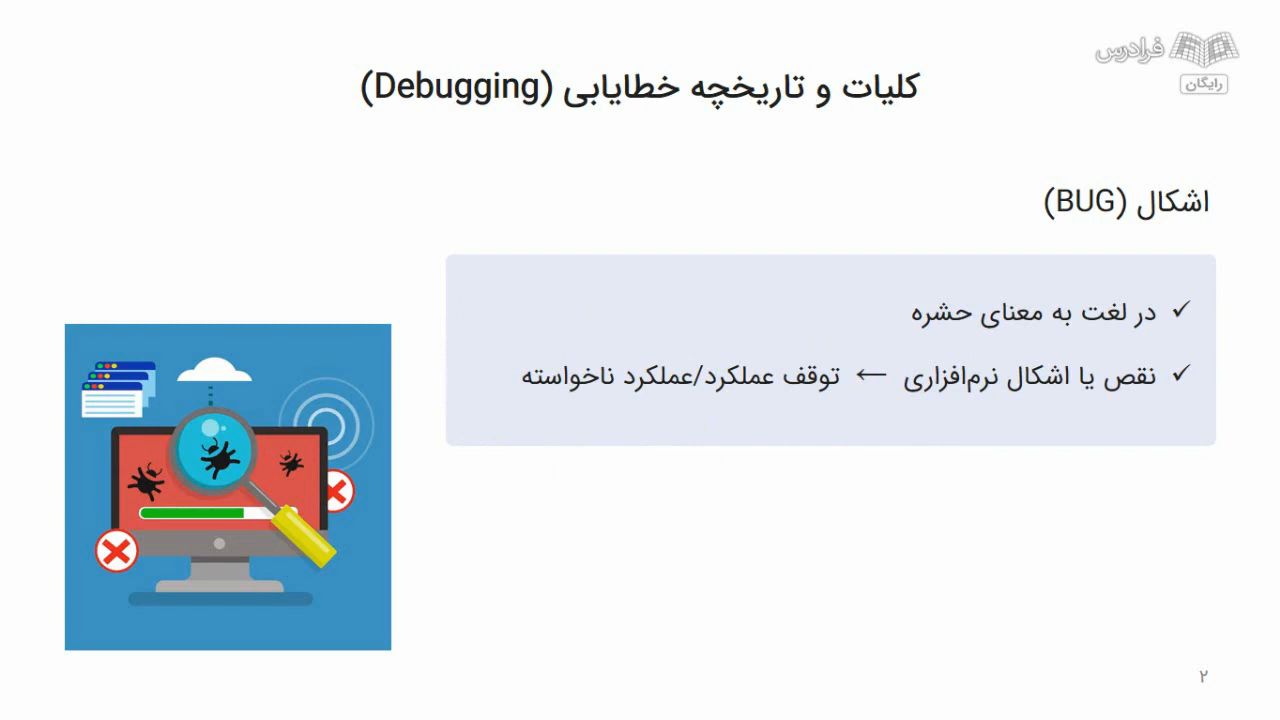 فرادرس
رایگان
کلیات و تاریخچه خطایابی (Debugging)
اشکال (BUG)
✓ در لغت به معنای حشره
✓ نقص یا اشکال نرم‌افزاری ← توقف عملکرد/عملکرد ناخواسته
۲